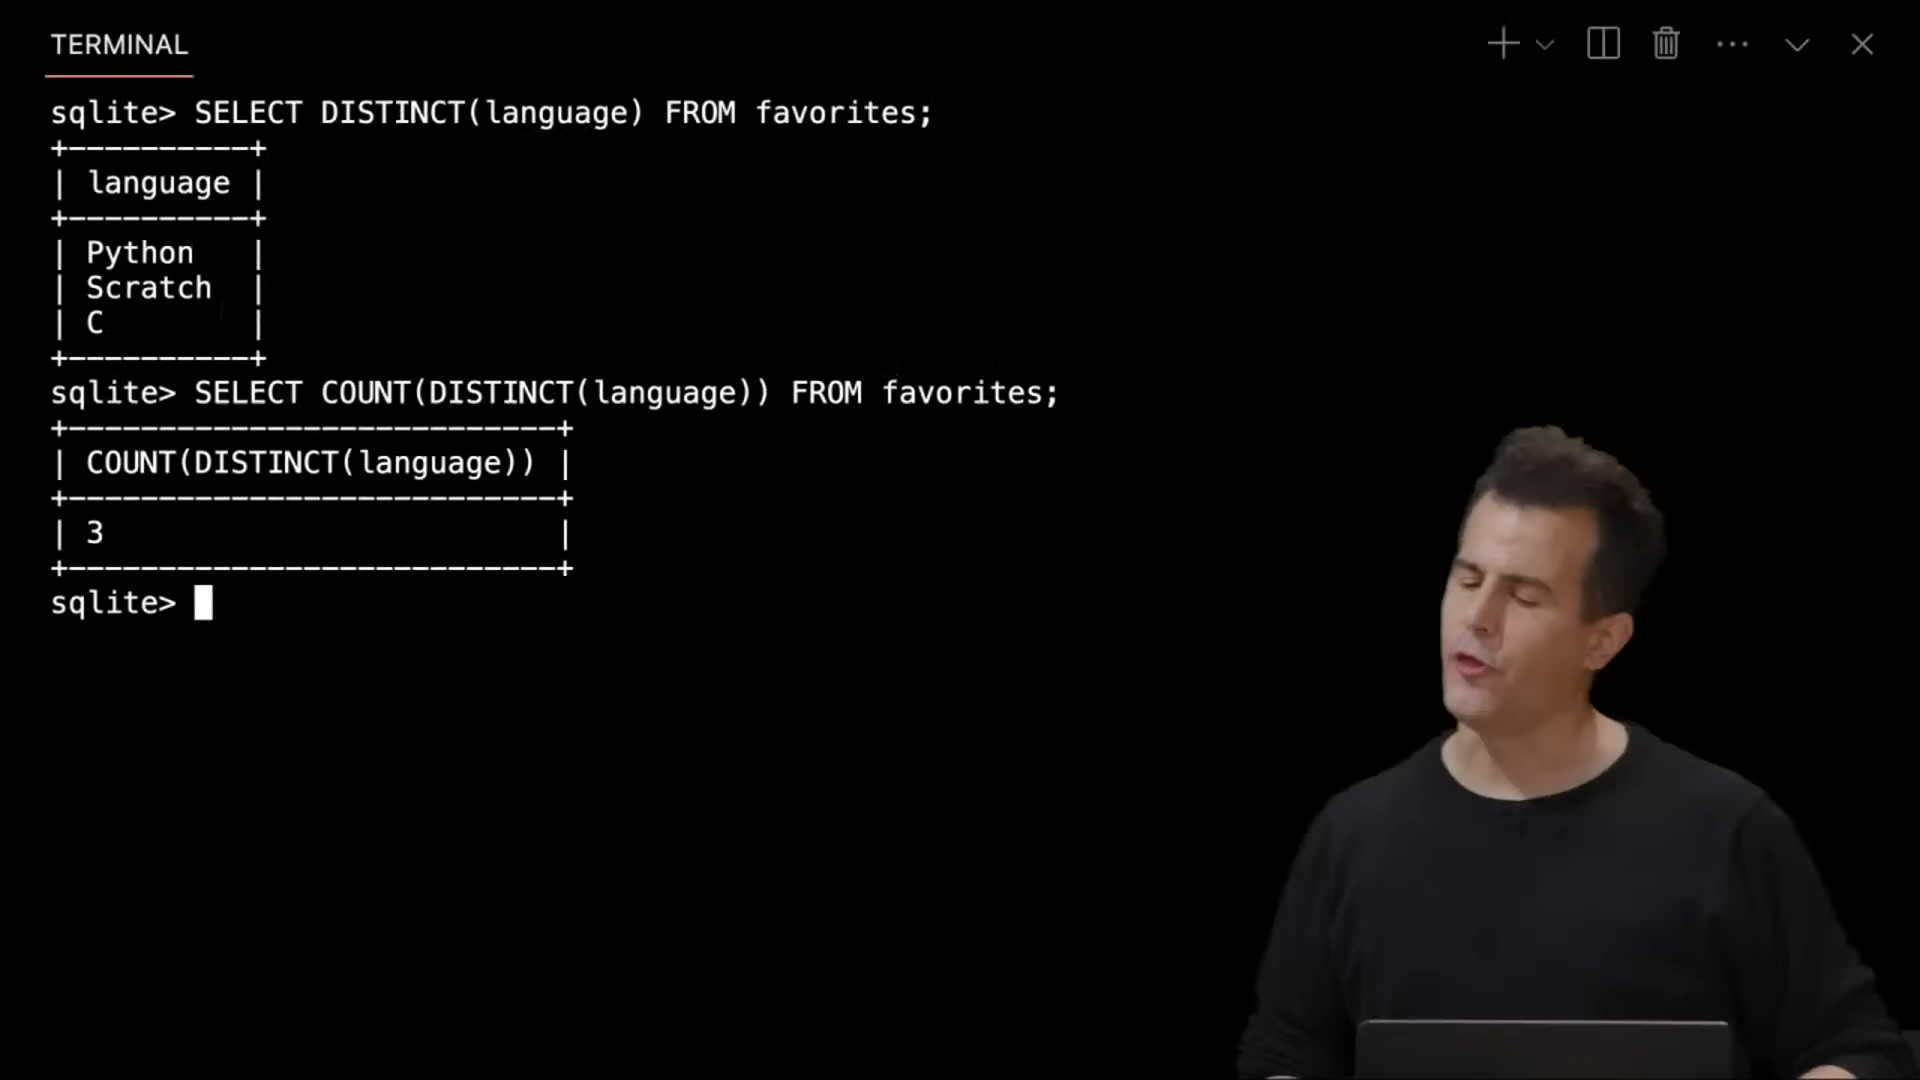 TERMINAL
sqlite> SELECT DISTINCT(language) FROM favorites;
+----------+
| language |
+----------+
| Python   |
| Scratch  |
| C        |
+----------+
sqlite> SELECT COUNT(DISTINCT(language)) FROM favorites;
+---------------------------+
| COUNT(DISTINCT(language)) |
+---------------------------+
| 3                         |
+---------------------------+
sqlite>